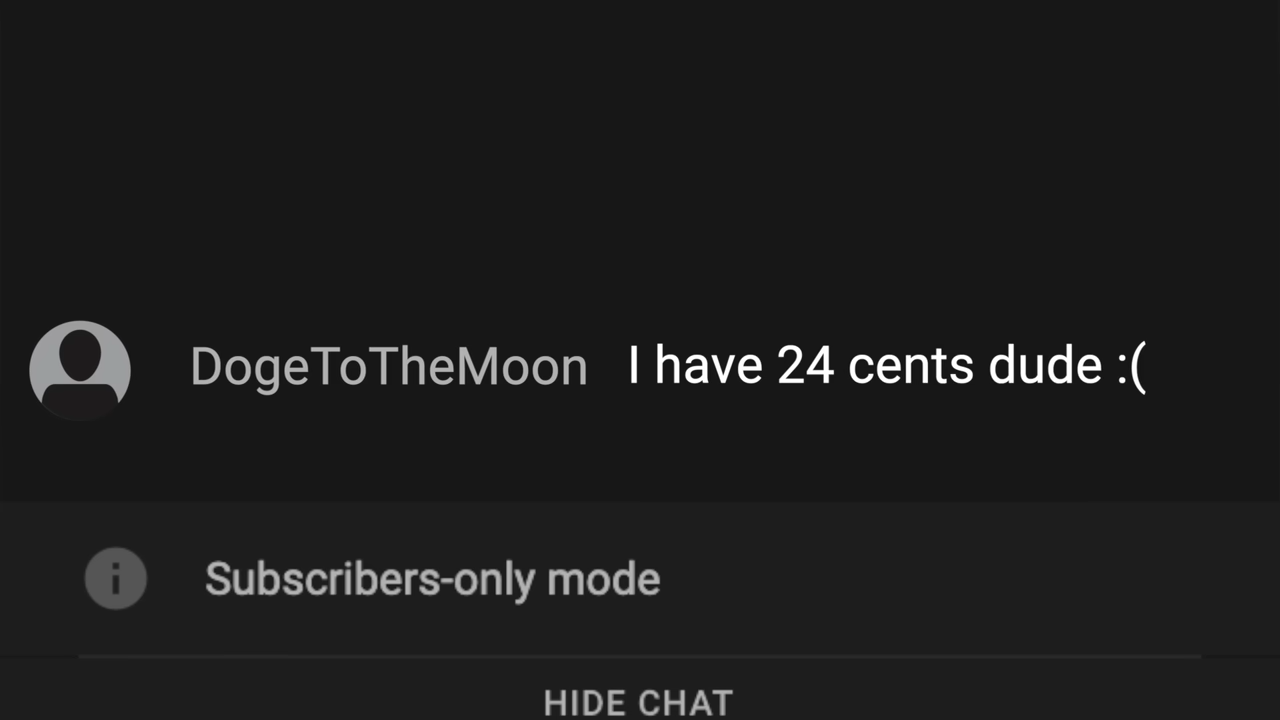 DogeToTheMoon I have 24 cents dude :(
Subscribers-only mode
HIDE CHAT